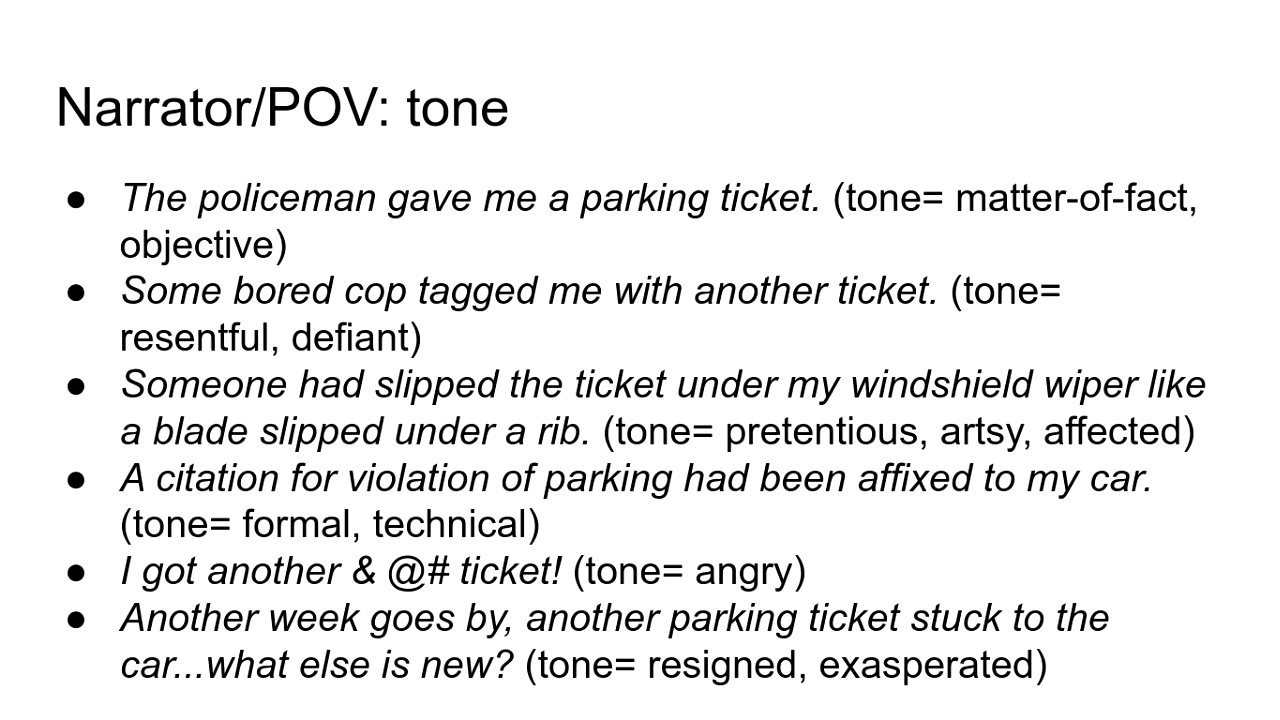 Narrator/POV: tone
● The policeman gave me a parking ticket. (tone= matter-of-fact,
objective)
● Some bored cop tagged me with another ticket. (tone=
resentful, defiant)
● Someone had slipped the ticket under my windshield wiper like
a blade slipped under a rib. (tone= pretentious, artsy, affected)
● A citation for violation of parking had been affixed to my car.
(tone= formal, technical)
● I got another & @# ticket! (tone= angry)
● Another week goes by, another parking ticket stuck to the
car...what else is new? (tone= resigned, exasperated)